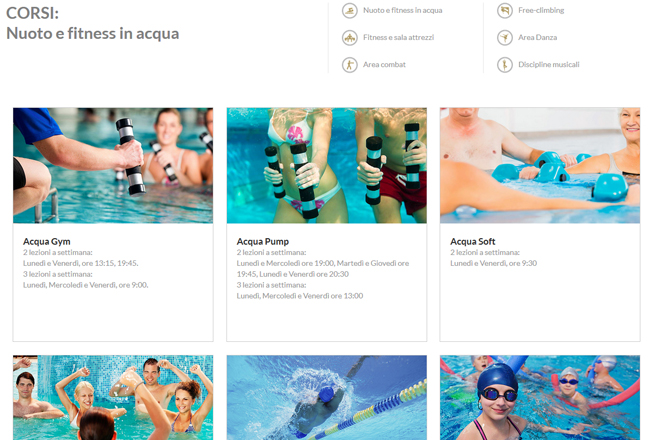 CORSI:
Nuoto e fitness in acqua
Nuoto e fitness in acqua
Fitness e sala attrezzi
Area combat
Free-climbing
Area Danza
Discipline musicali
Acqua Gym
2 lezioni a settimana:
Lunedì e Venerdì, ore 13:15, 19:45.
3 lezioni a settimana:
Lunedì, Mercoledì e Venerdì, ore 9:00.
Acqua Pump
2 lezioni a settimana:
Lunedì e Mercoledì ore 19:00, Martedì e Giovedì ore
19:45, Lunedì e Venerdì ore 20:30
3 lezioni a settimana:
Lunedì, Mercoledì e Venerdì ore 13:00
Acqua Soft
2 lezioni a settimana:
Lunedì e Venerdì ore 9:30